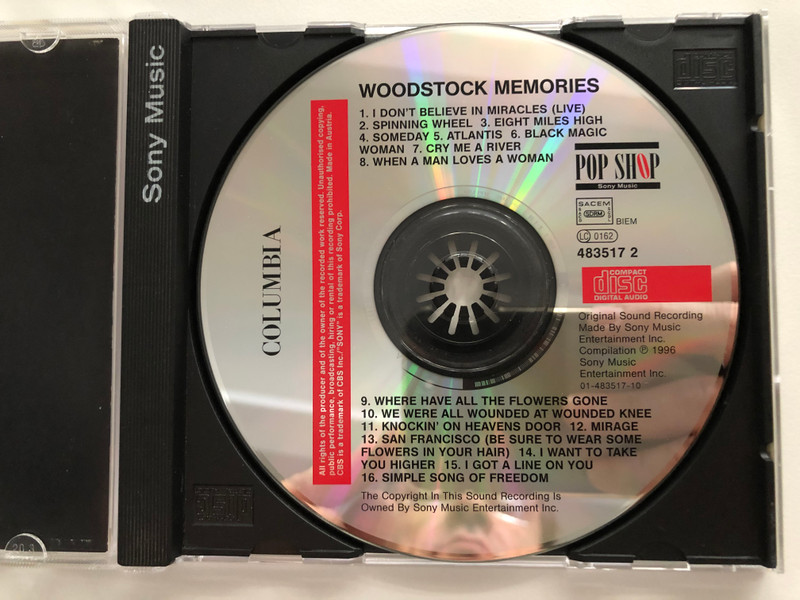 Sony Music
WOODSTOCK MEMORIES
1. I DON'T BELIEVE IN MIRACLES (LIVE)
2. SPINNING WHEEL 3. EIGHT MILES HIGH
4. SOMEDAY 5. ATLANTIS 6. BLACK MAGIC
WOMAN 7. CRY ME A RIVER
8. WHEN A MAN LOVES A WOMAN
POP SHOP
Sony Music
SACEM
SDRM
BIEM
LC 0162
483517 2
COMPACT
disc
DIGITAL AUDIO
Original Sound Recording
Made By Sony Music
Entertainment Inc.
Compilation ℗ 1996
Sony Music
Entertainment Inc.
01-483517-10
COLUMBIA
All rights of the producer and of the owner of the recorded work reserved. Unauthorised copying,
public performance, broadcasting, hiring or rental of this recording prohibited. Made in Austria.
CBS is a trademark of CBS Inc./"SONY" is a trademark of Sony Corp.
9. WHERE HAVE ALL THE FLOWERS GONE
10. WE WERE ALL WOUNDED AT WOUNDED KNEE
11. KNOCKIN' ON HEAVENS DOOR 12. MIRAGE
13. SAN FRANCISCO (BE SURE TO WEAR SOME
FLOWERS IN YOUR HAIR) 14. I WANT TO TAKE
YOU HIGHER 15. I GOT A LINE ON YOU
16. SIMPLE SONG OF FREEDOM
The Copyright In This Sound Recording Is
Owned By Sony Music Entertainment Inc.
disc
disc